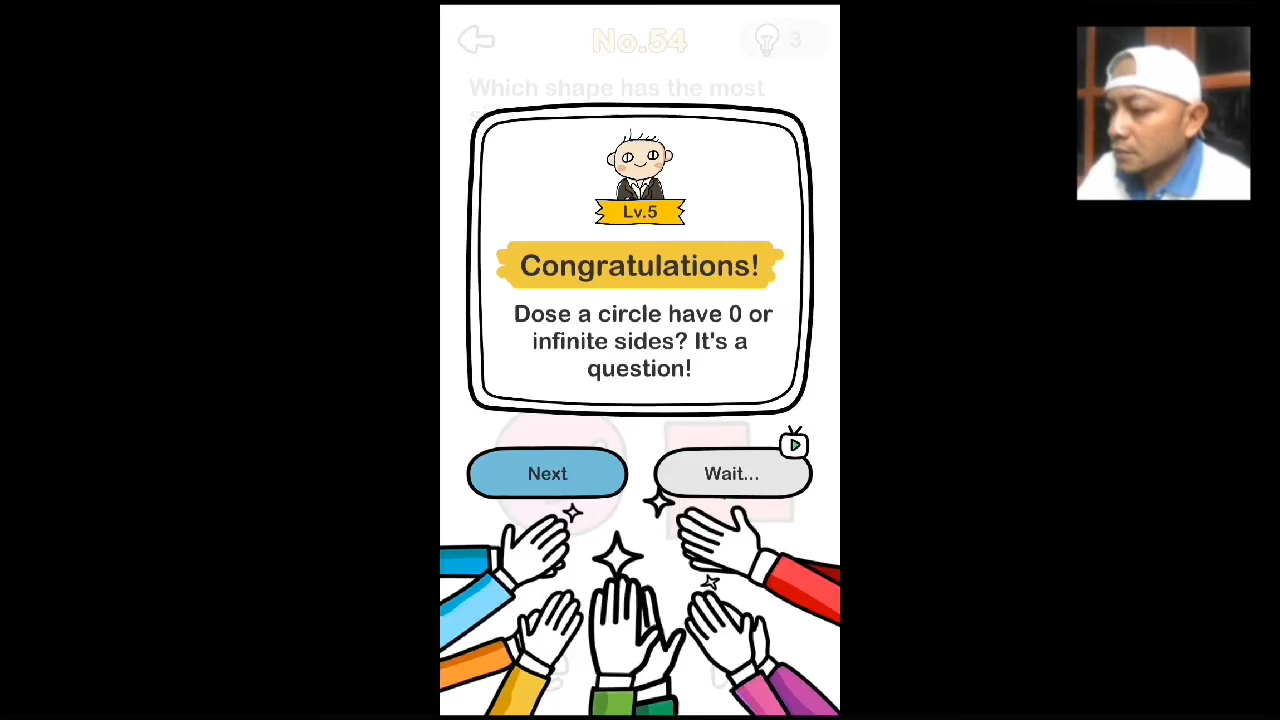 No.54
3
Which shape has the most
Lv.5
Congratulations!
Dose a circle have 0 or
infinite sides? It's a
question!
Next
Wait...